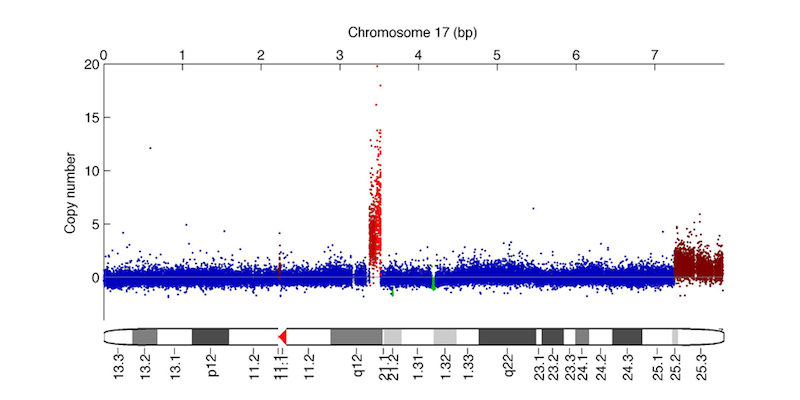 Chromosome 17 (bp)
0 1 2 3 4 5 6 7
20
15
10
5
0
Copy number
13.3 13.2 13.1 p12 11.2 11.1 11.1 11.2 q12 21.1 21.2 1.31 1.32 1.33 q22 23.1 23.2 23.3 24.1 24.2 24.3 25.1 25.2 25.3